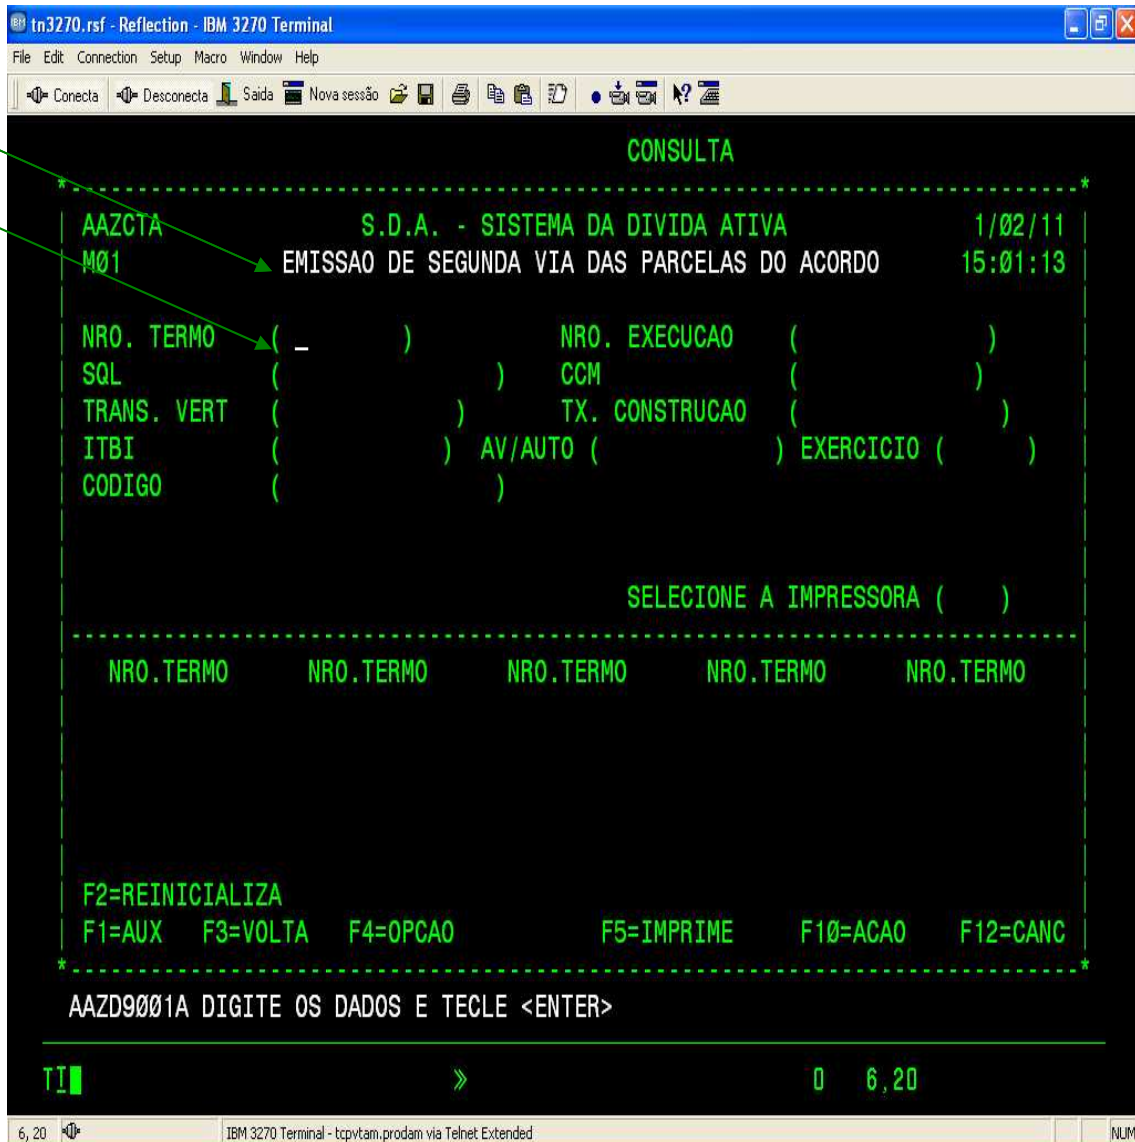 tn3270.rsf - Reflection - IBM 3270 Terminal
File Edit Connection Setup Macro Window Help
Conecta Desconecta Saida Nova sessão
CONSULTA
AAZCTA S.D.A. - SISTEMA DA DIVIDA ATIVA 1/02/11
M01 EMISSAO DE SEGUNDA VIA DAS PARCELAS DO ACORDO 15:01:13
NRO. TERMO ( _ ) NRO. EXECUCAO ( )
SQL ( ) CCM ( )
TRANS. VERT ( ) TX. CONSTRUCAO ( )
ITBI ( ) AV/AUTO ( ) EXERCICIO ( )
CODIGO ( )
SELECIONE A IMPRESSORA ( )
NRO.TERMO NRO.TERMO NRO.TERMO NRO.TERMO NRO.TERMO
F2=REINICIALIZA
F1=AUX F3=VOLTA F4=OPCAO F5=IMPRIME F10=ACAO F12=CANC
AAZD9001A DIGITE OS DADOS E TECLE <ENTER>
TI » 0 6,20
6, 20 IBM 3270 Terminal - tcpvtam.prodam via Telnet Extended NUM